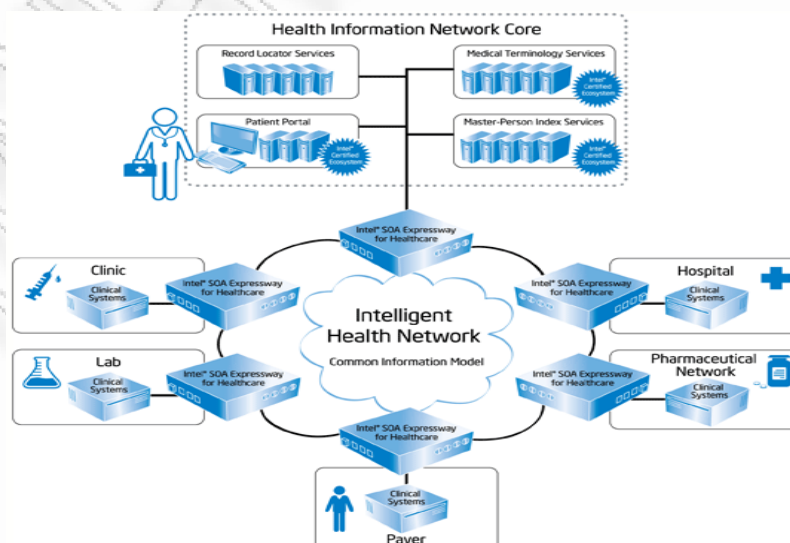 Health Information Network Core
Record Locator Services
Medical Terminology Services
Intel® Certified Ecosystem
Patient Portal
Intel® Certified Ecosystem
Master-Person Index Services
Intel® Certified Ecosystem
Intel® SOA Expressway
for Healthcare
Clinic
Clinical
Systems
Intel® SOA Expressway
for Healthcare
Intel® SOA Expressway
for Healthcare
Hospital
Clinical
Systems
Intelligent
Health Network
Common Information Model
Lab
Clinical
Systems
Intel® SOA Expressway
for Healthcare
Intel® SOA Expressway
for Healthcare
Pharmaceutical
Network
Clinical
Systems
Intel® SOA Expressway
for Healthcare
Clinical
Systems
Payer